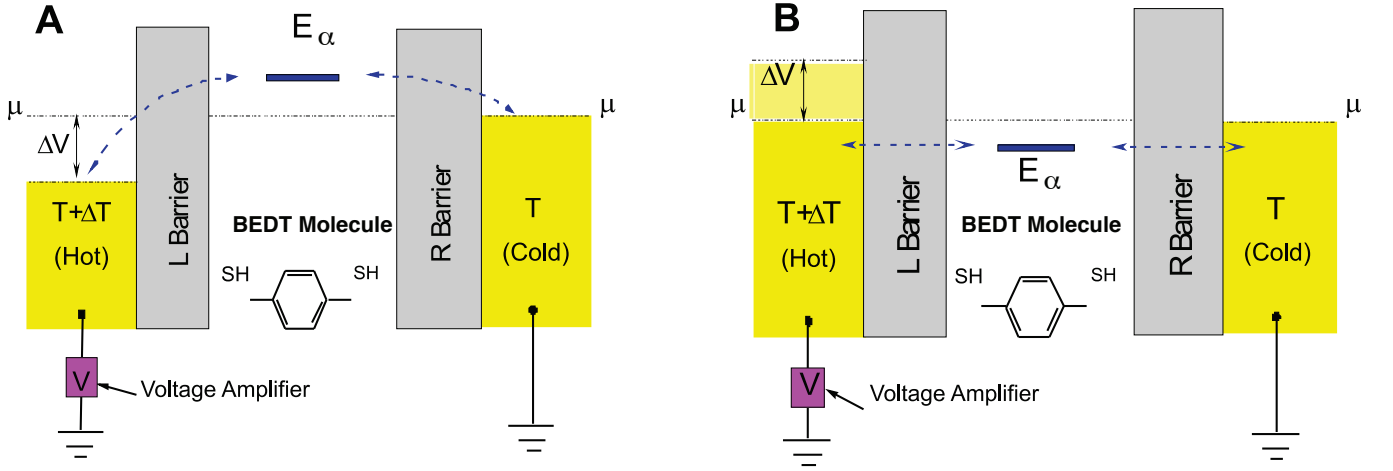 A
E α
μ
μ
ΔV
T+ΔT
(Hot)
L Barrier
BEDT Molecule
SH
SH
R Barrier
T
(Cold)
V
Voltage Amplifier
B
ΔV
μ
μ
E α
T+ΔT
(Hot)
L Barrier
BEDT Molecule
SH
SH
R Barrier
T
(Cold)
V
Voltage Amplifier